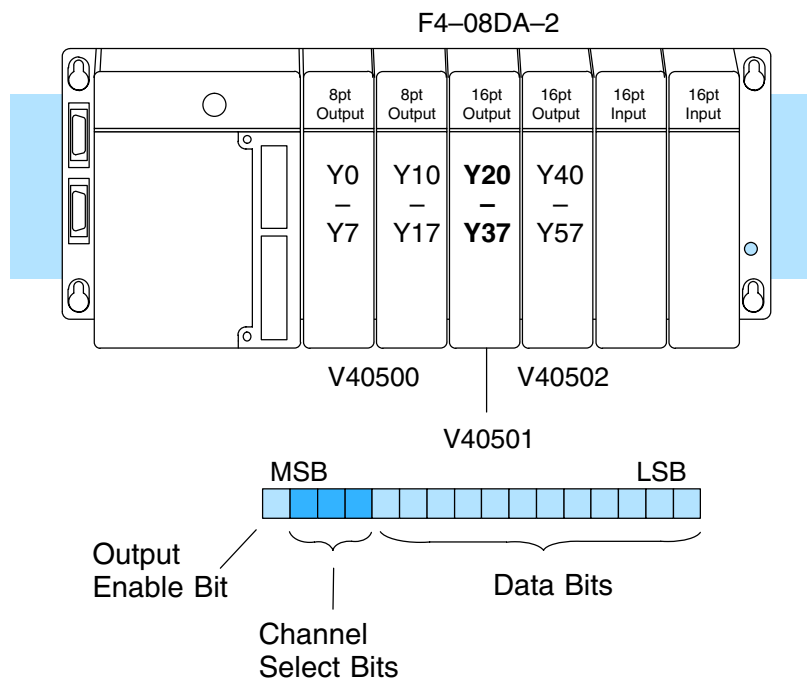 F4–08DA–2
8pt
Output
8pt
Output
16pt
Output
16pt
Output
16pt
Input
16pt
Input
Y0
–
Y7
Y10
–
Y17
Y20
–
Y37
Y40
–
Y57
V40500
V40502
V40501
MSB
LSB
Output
Enable Bit
Data Bits
Channel
Select Bits